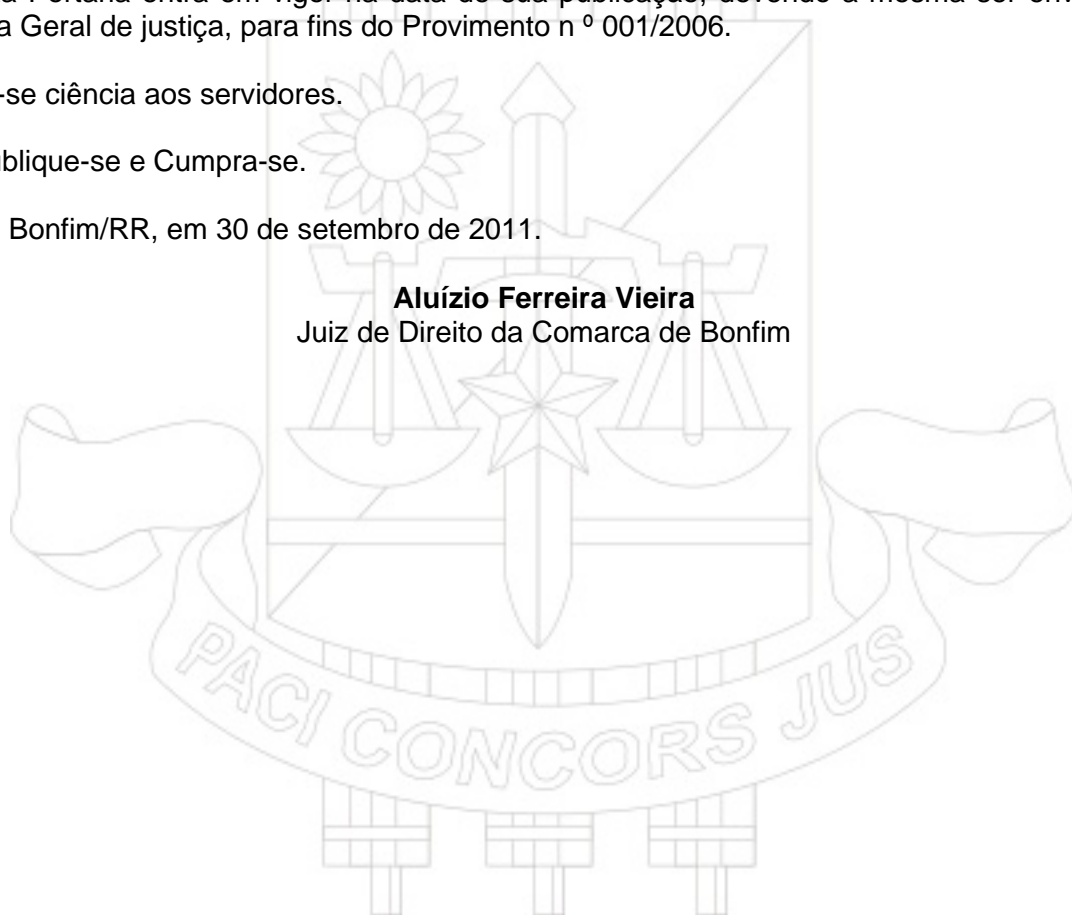 a Portaria entra em vigor na data de sua publicação, devendo a mesma ser env
a Geral de justiça, para fins do Provimento n º 001/2006.
-se ciência aos servidores.
ublique-se e Cumpra-se.
Bonfim/RR, em 30 de setembro de 2011.
Aluízio Ferreira Vieira
Juiz de Direito da Comarca de Bonfim
PACI CONCORS JUS